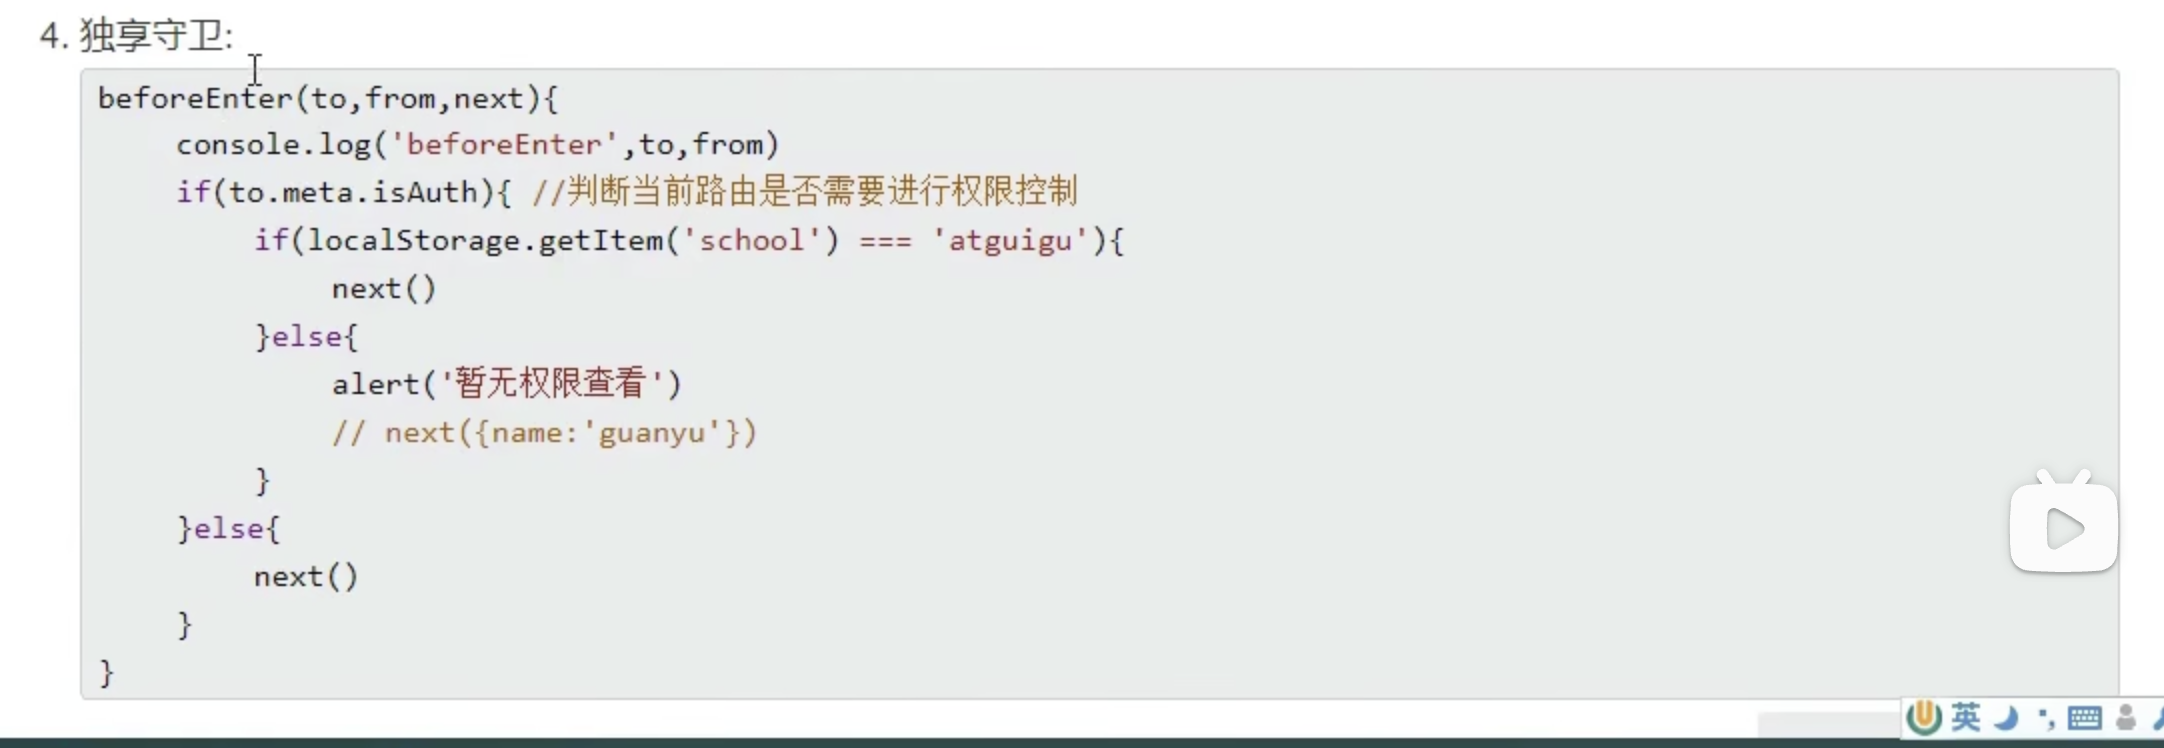 4. 独享守卫:
beforeEnter(to,from,next){
console.log('beforeEnter',to,from)
if(to.meta.isAuth){ //判断当前路由是否需要进行权限控制
if(localStorage.getItem('school') === 'atguigu'){
next()
}else{
alert('暂无权限查看')
// next({name:'guanyu'})
}
}else{
next()
}
}
英